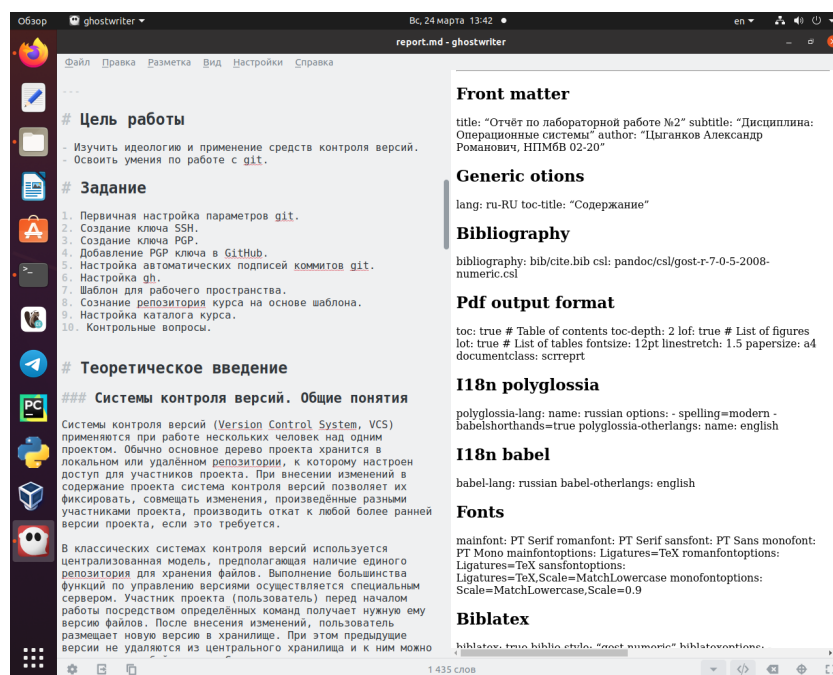 Обзор
ghostwriter
Вс, 24 марта 13:42
en
report.md - ghostwriter
Файл Правка Разметка Вид Настройки Справка
---
# Цель работы
- Изучить идеологию и применение средств контроля версий.
- Освоить умения по работе с git.
# Задание
1. Первичная настройка параметров git.
2. Создание ключа SSH.
3. Создание ключа PGP.
4. Добавление PGP ключа в GitHub.
5. Настройка автоматических подписей коммитов git.
6. Настройка gh.
7. Шаблон для рабочего пространства.
8. Сознание репозитория курса на основе шаблона.
9. Настройка каталога курса.
10. Контрольные вопросы.
# Теоретическое введение
### Системы контроля версий. Общие понятия
Системы контроля версий (Version Control System, VCS)
применяются при работе нескольких человек над одним
проектом. Обычно основное дерево проекта хранится в
локальном или удалённом репозитории, к которому настроен
доступ для участников проекта. При внесении изменений в
содержание проекта система контроля версий позволяет их
фиксировать, совмещать изменения, произведённые разными
участниками проекта, производить откат к любой более ранней
версии проекта, если это требуется.
В классических системах контроля версий используется
централизованная модель, предполагающая наличие единого
репозитория для хранения файлов. Выполнение большинства
функций по управлению версиями осуществляется специальным
сервером. Участник проекта (пользователь) перед началом
работы посредством определённых команд получает нужную ему
версию файлов. После внесения изменений, пользователь
размещает новую версию в хранилище. При этом предыдущие
версии не удаляются из центрального хранилища и к ним можно
Front matter
title: “Отчёт по лабораторной работе №2” subtitle: “Дисциплина:
Операционные системы” author: “Цыганков Александр
Романович, НПМбВ 02-20”
Generic otions
lang: ru-RU toc-title: “Содержание”
Bibliography
bibliography: bib/cite.bib csl: pandoc/csl/gost-r-7-0-5-2008-
numeric.csl
Pdf output format
toc: true # Table of contents toc-depth: 2 lof: true # List of figures
lot: true # List of tables fontsize: 12pt linestretch: 1.5 papersize: a4
documentclass: scrreprt
I18n polyglossia
polyglossia-lang: name: russian options: - spelling=modern -
babelshorthands=true polyglossia-otherlangs: name: english
I18n babel
babel-lang: russian babel-otherlangs: english
Fonts
mainfont: PT Serif romanfont: PT Serif sansfont: PT Sans monofont:
PT Mono mainfontoptions: Ligatures=TeX romanfontoptions:
Ligatures=TeX sansfontoptions:
Ligatures=TeX,Scale=MatchLowercase monofontoptions:
Scale=MatchLowercase,Scale=0.9
Biblatex
biblatex: true biblio-style: “gost-numeric” biblatexoptions:
1 435 слов
PC